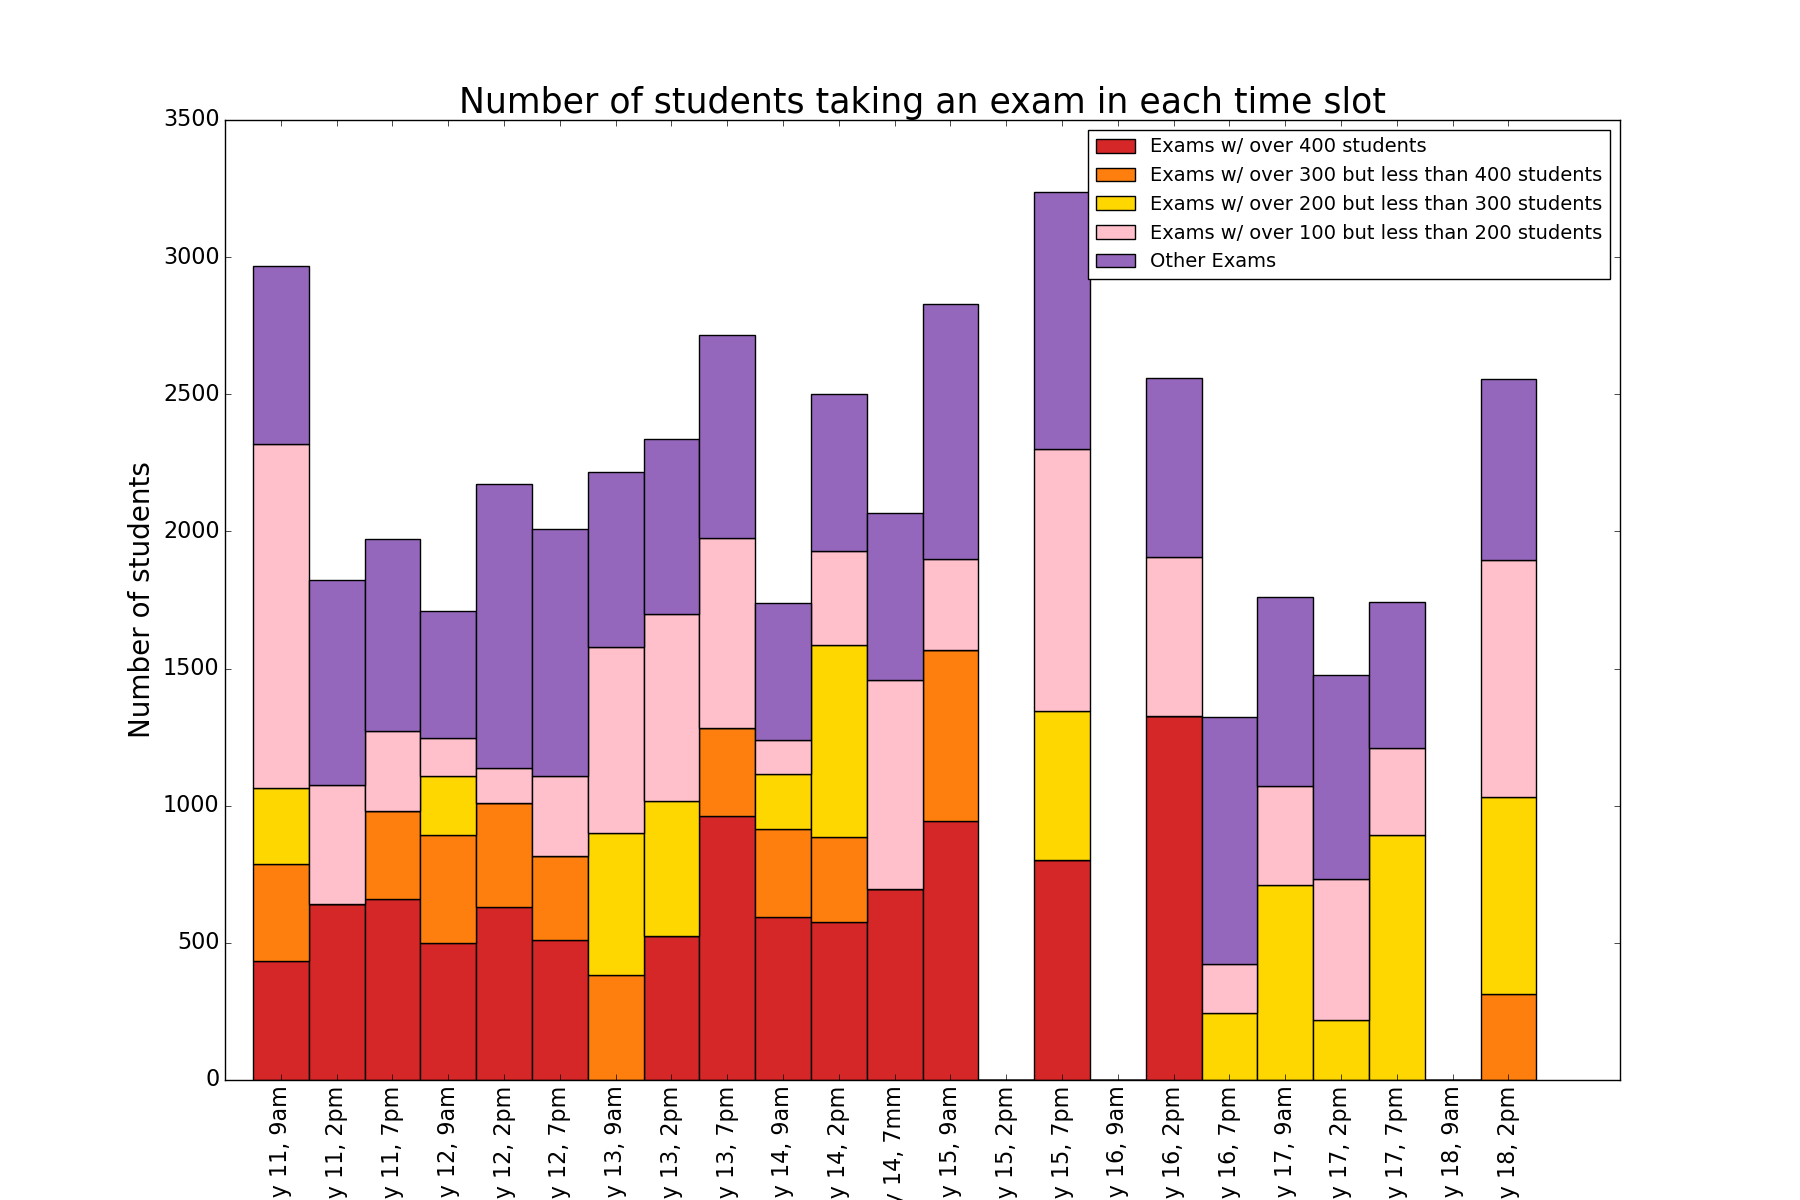 Number of students taking an exam in each time slot
3500
3000
2500
2000
1500
1000
500
0
Number of students
Exams w/ over 400 students
Exams w/ over 300 but less than 400 students
Exams w/ over 200 but less than 300 students
Exams w/ over 100 but less than 200 students
Other Exams
y 11, 9am
y 11, 2pm
y 11, 7pm
y 12, 9am
y 12, 2pm
y 12, 7pm
y 13, 9am
y 13, 2pm
y 13, 7pm
y 14, 9am
y 14, 2pm
y 14, 7mm
y 15, 9am
y 15, 2pm
y 15, 7pm
y 16, 9am
y 16, 2pm
y 16, 7pm
y 17, 9am
y 17, 2pm
y 17, 7pm
y 18, 9am
y 18, 2pm